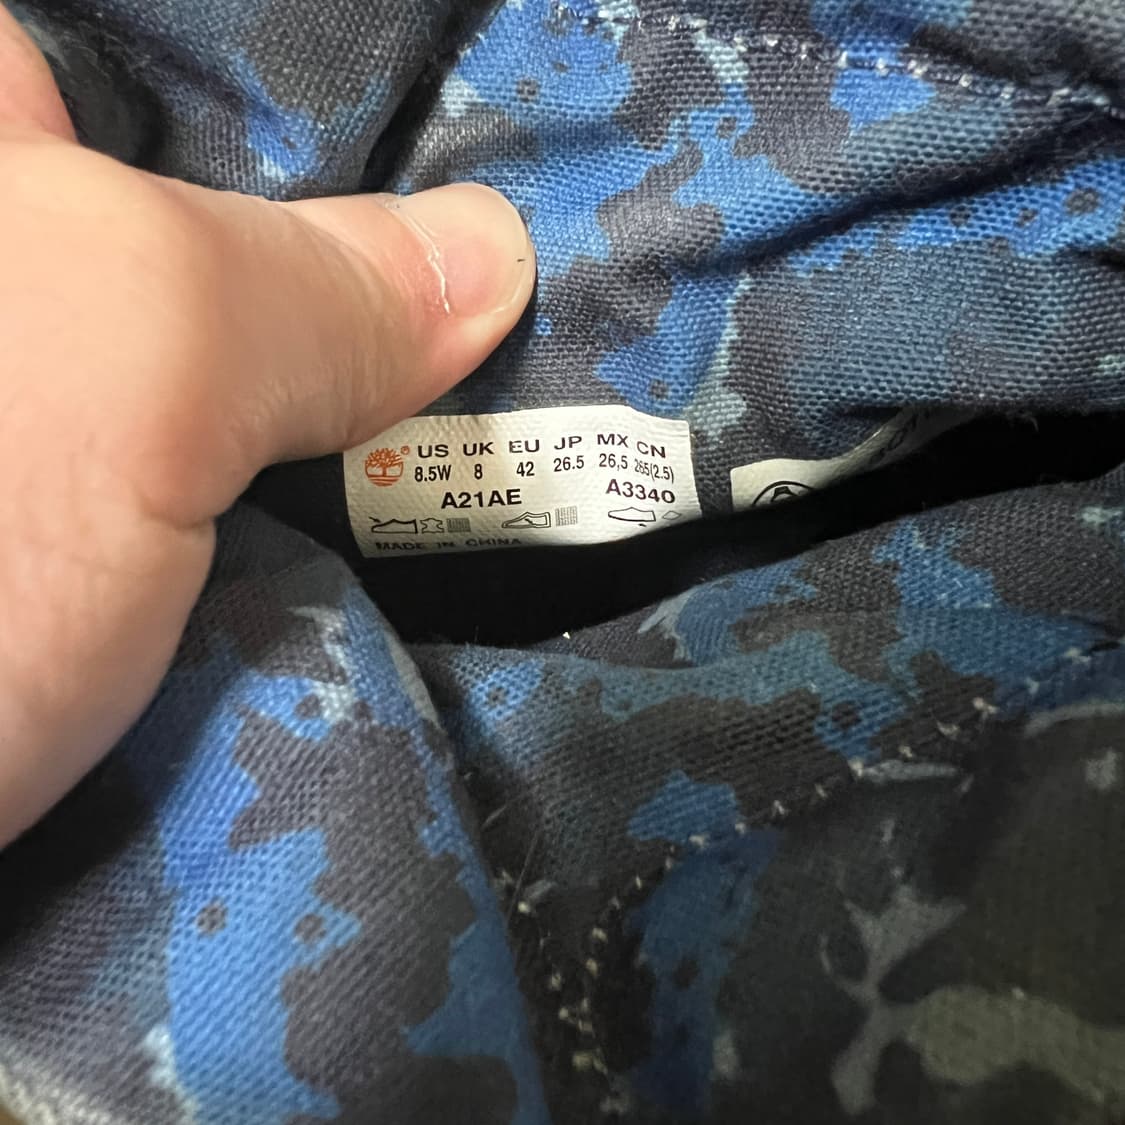 ® US UK EU JP MX CN
8.5W 8 42 26.5 26,5 265(2.5)
A21AE A3340
MADE IN CHINA